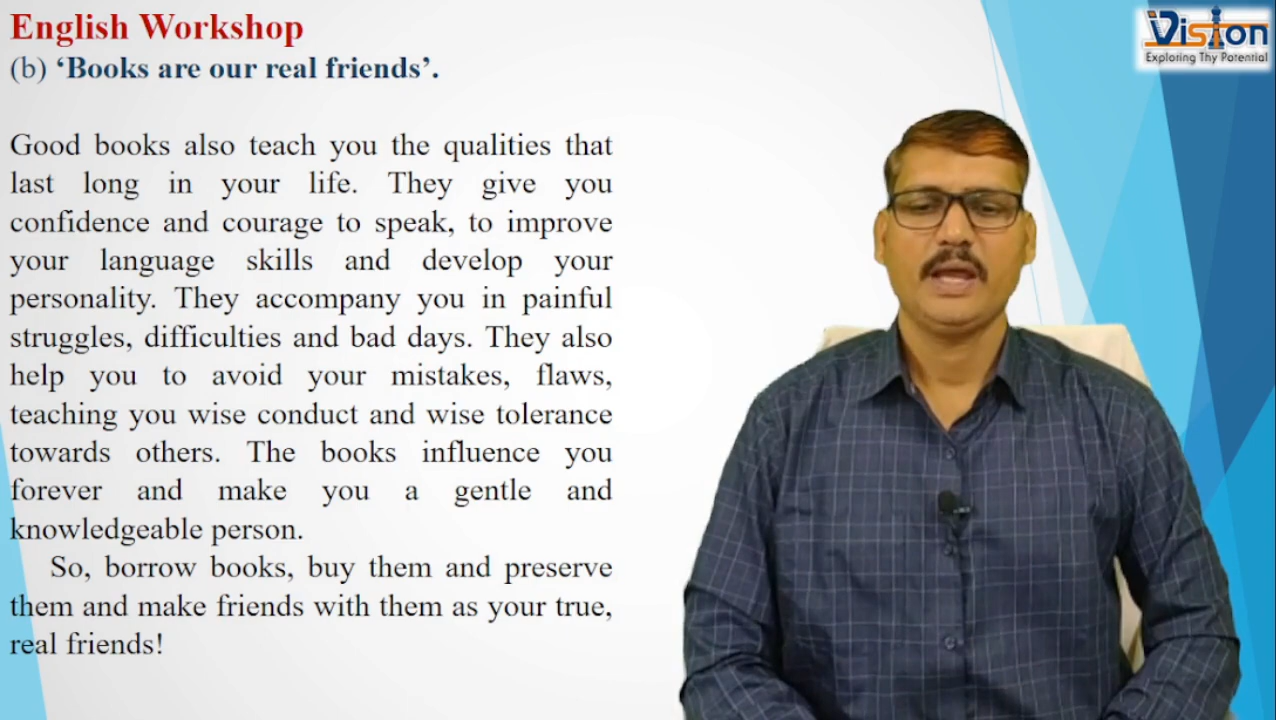 English Workshop
(b) ‘Books are our real friends’.
Good books also teach you the qualities that
last long in your life. They give you
confidence and courage to speak, to improve
your language skills and develop your
personality. They accompany you in painful
struggles, difficulties and bad days. They also
help you to avoid your mistakes, flaws,
teaching you wise conduct and wise tolerance
towards others. The books influence you
forever and make you a gentle and
knowledgeable person.
So, borrow books, buy them and preserve
them and make friends with them as your true,
real friends!
Vision
Exploring Thy Potential